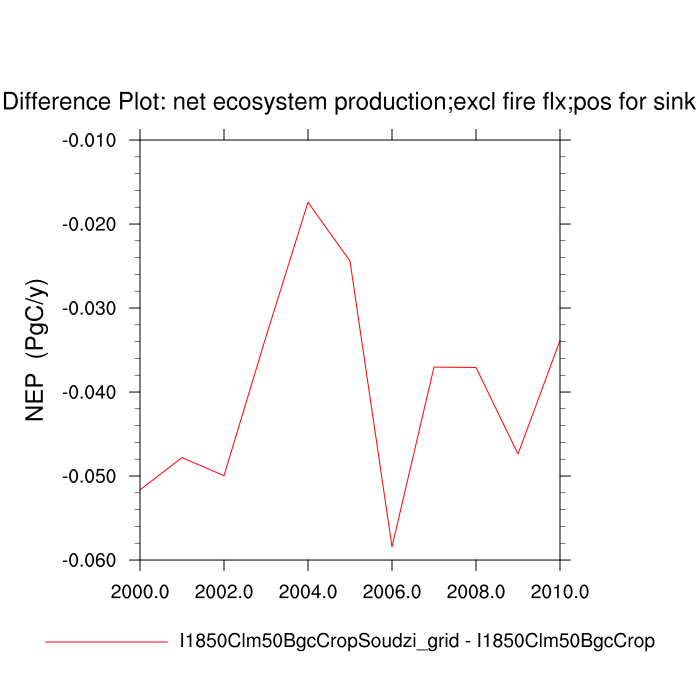 Difference Plot: net ecosystem production;excl fire flx;pos for sink
-0.010
-0.020
-0.030
-0.040
-0.050
-0.060
NEP (PgC/y)
2000.0 2002.0 2004.0 2006.0 2008.0 2010.0
I1850Clm50BgcCropSoudzi_grid - I1850Clm50BgcCrop